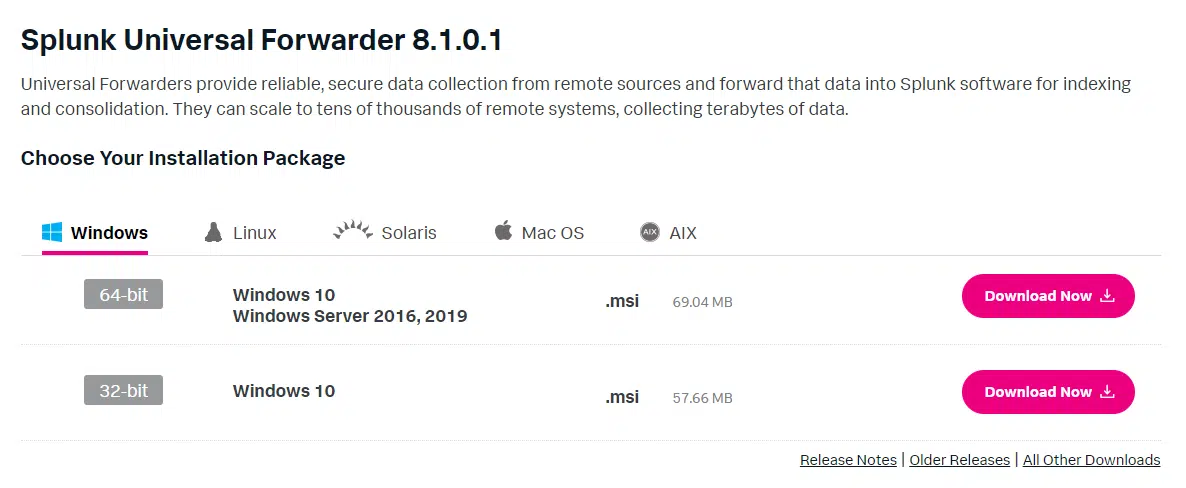 Splunk Universal Forwarder 8.1.0.1
Universal Forwarders provide reliable, secure data collection from remote sources and forward that data into Splunk software for indexing
and consolidation. They can scale to tens of thousands of remote systems, collecting terabytes of data.
Choose Your Installation Package
Windows Linux Solaris Mac OS AIX AIX
64-bit Windows 10 .msi 69.04 MB Download Now
Windows Server 2016, 2019
32-bit Windows 10 .msi 57.66 MB Download Now
Release Notes | Older Releases | All Other Downloads